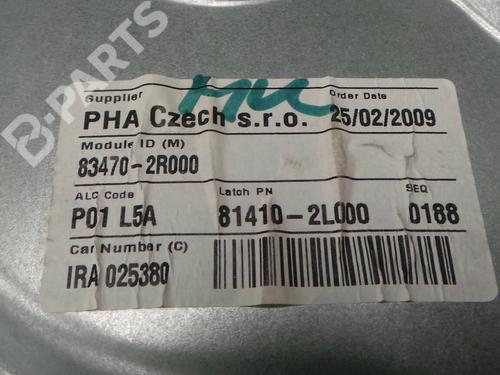 B-PARTS
Supplier
Order Date
PHA Czech s.r.o. 25/02/2009
Module ID (M)
83470-2R000
ALC Code Latch PN SEQ
P01 L5A 81410-2L000 0188
Car Number (C)
IRA 025380
B-PARTS